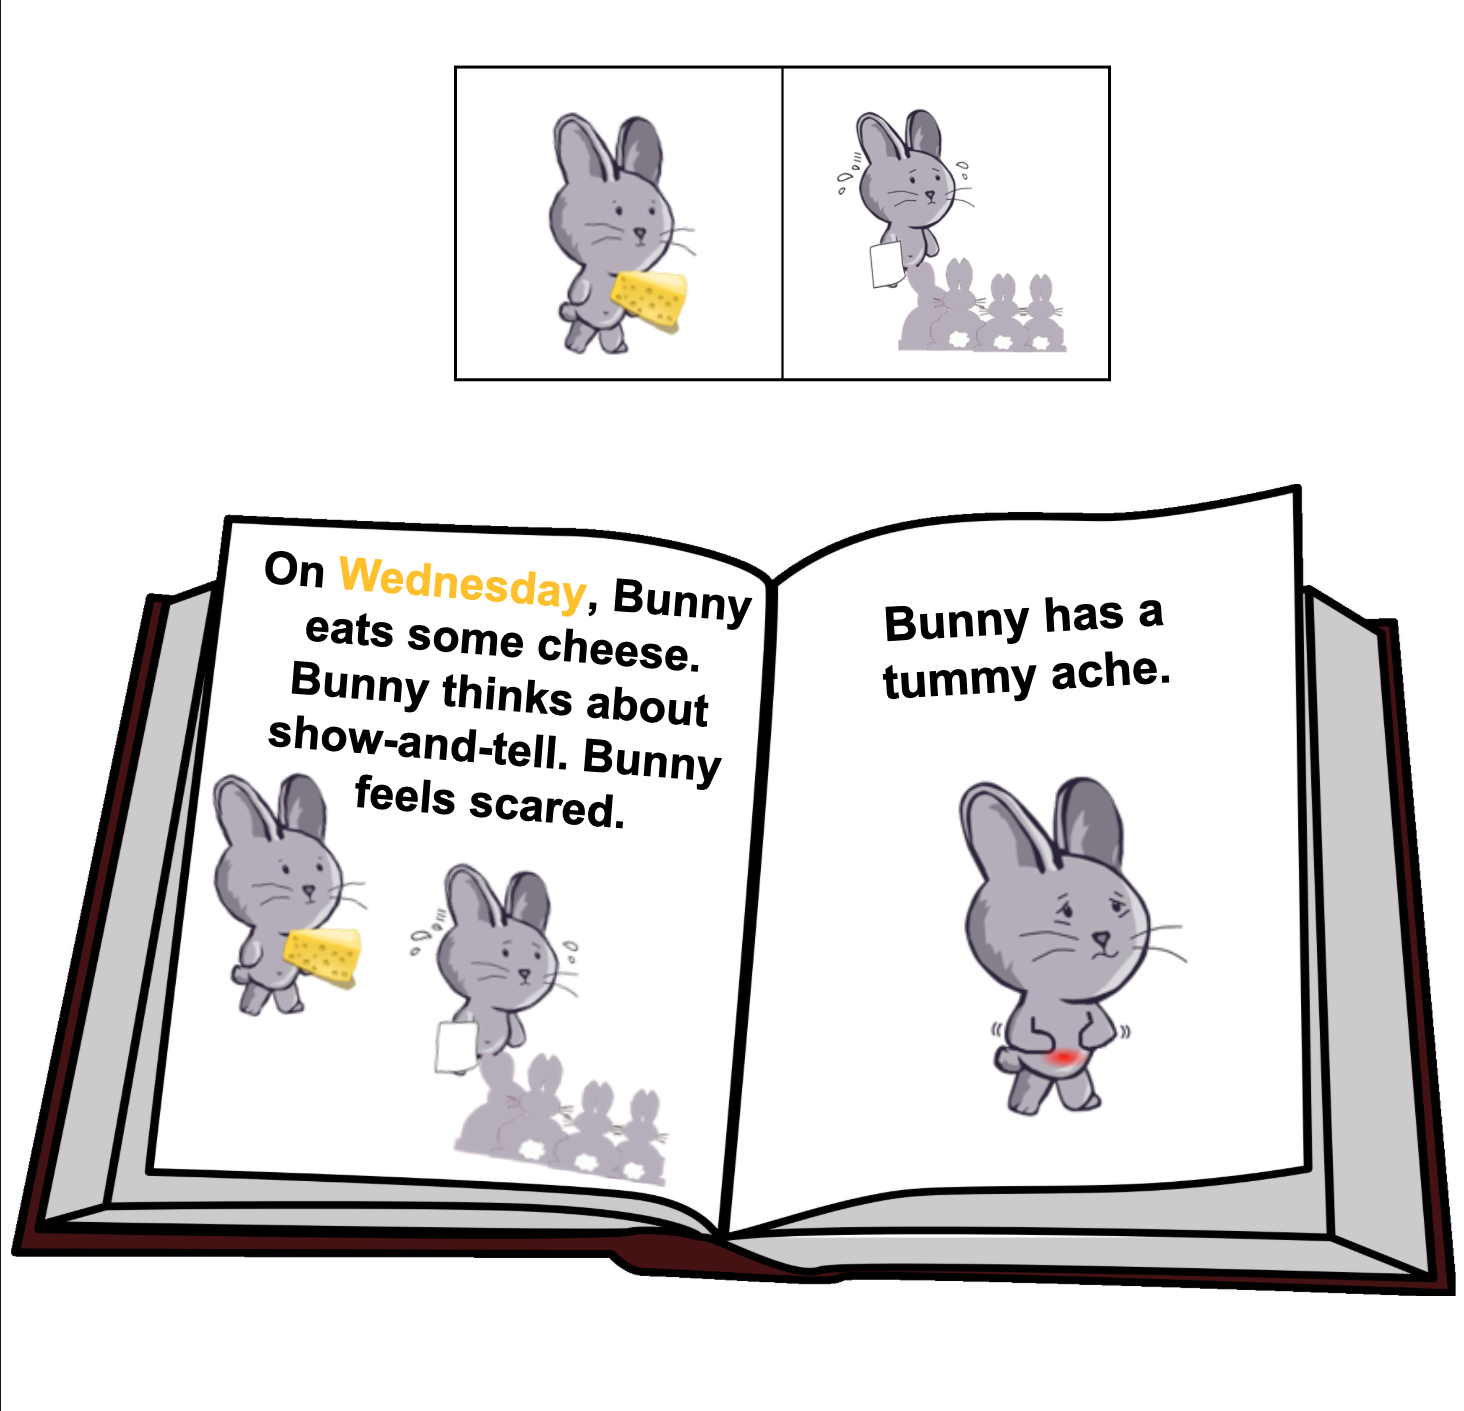 On Wednesday, Bunny
eats some cheese.
Bunny thinks about
show-and-tell. Bunny
feels scared.
Bunny has a
tummy ache.